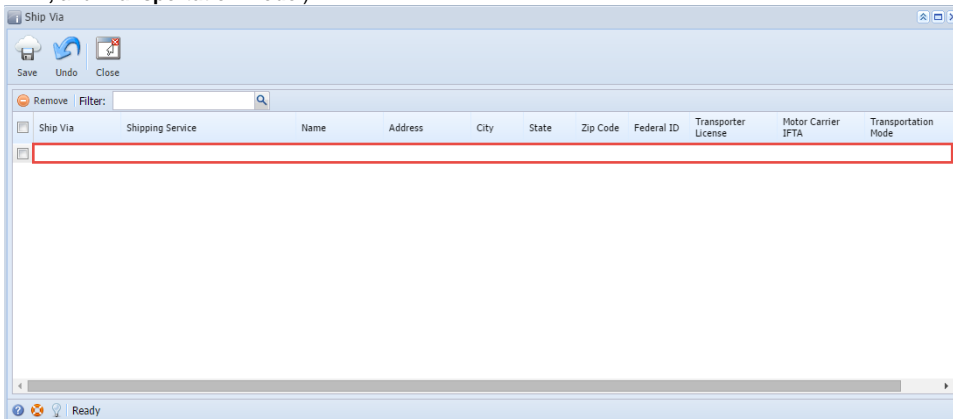 Ship Via
Save Undo Close
Remove Filter:
Ship Via Shipping Service Name Address City State Zip Code Federal ID Transporter License Motor Carrier IFTA Transportation Mode
Ready